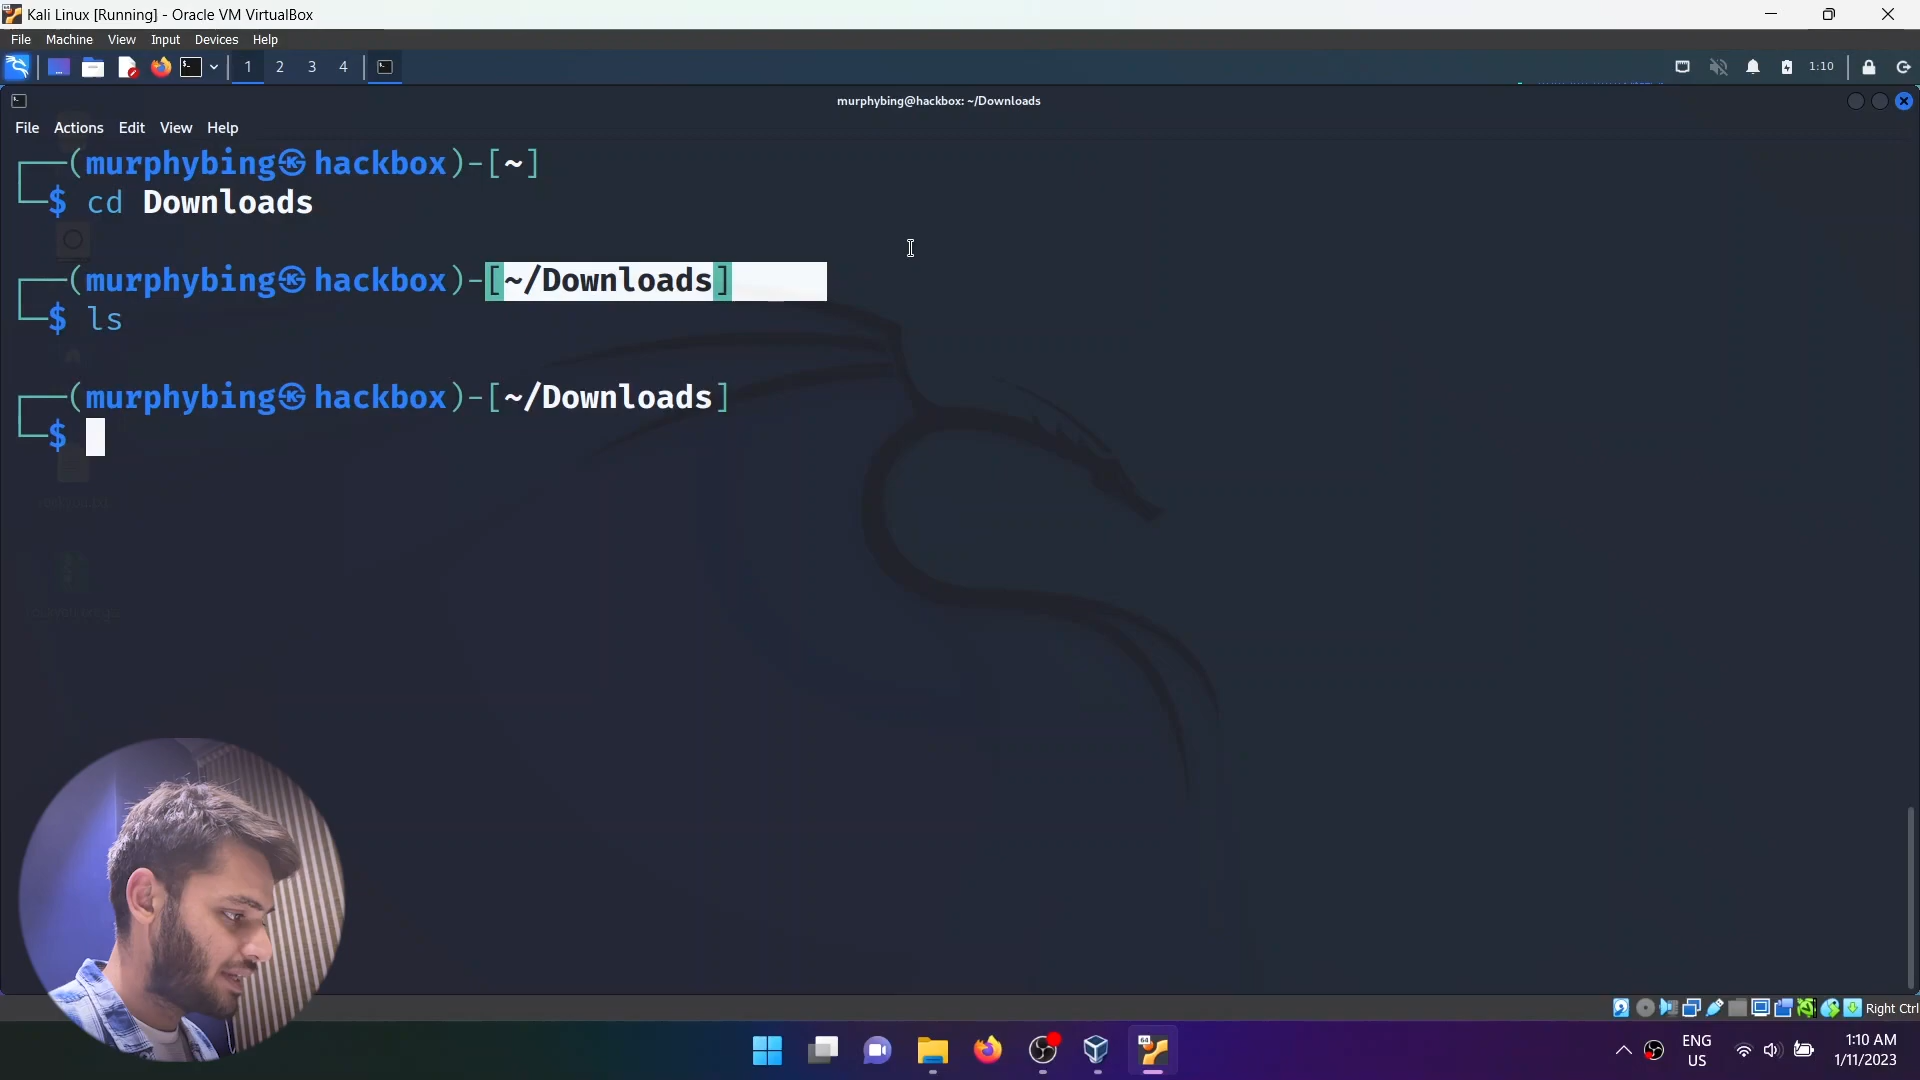 Kali Linux [Running] - Oracle VM VirtualBox
File Machine View Input Devices Help
1 2 3 4
1:10
murphybing@hackbox: ~/Downloads
File Actions Edit View Help
(murphybing㉿hackbox)-[~]
$ cd Downloads
(murphybing㉿hackbox)-[~/Downloads]
$ ls
(murphybing㉿hackbox)-[~/Downloads]
$
Right Ctrl
64
ENG
US
1:10 AM
1/11/2023